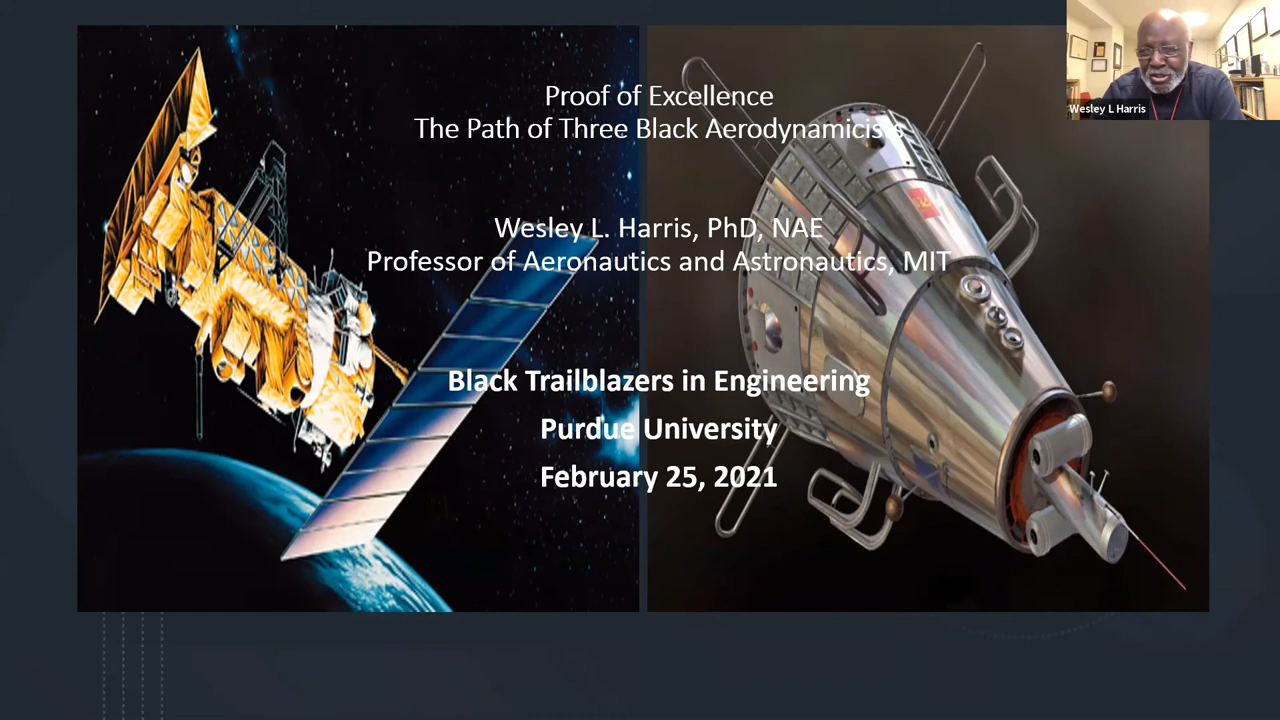 Proof of Excellence
The Path of Three Black Aerodynamicists
Wesley L. Harris, PhD, NAE
Professor of Aeronautics and Astronautics, MIT
Black Trailblazers in Engineering
Purdue University
February 25, 2021
Wesley L Harris